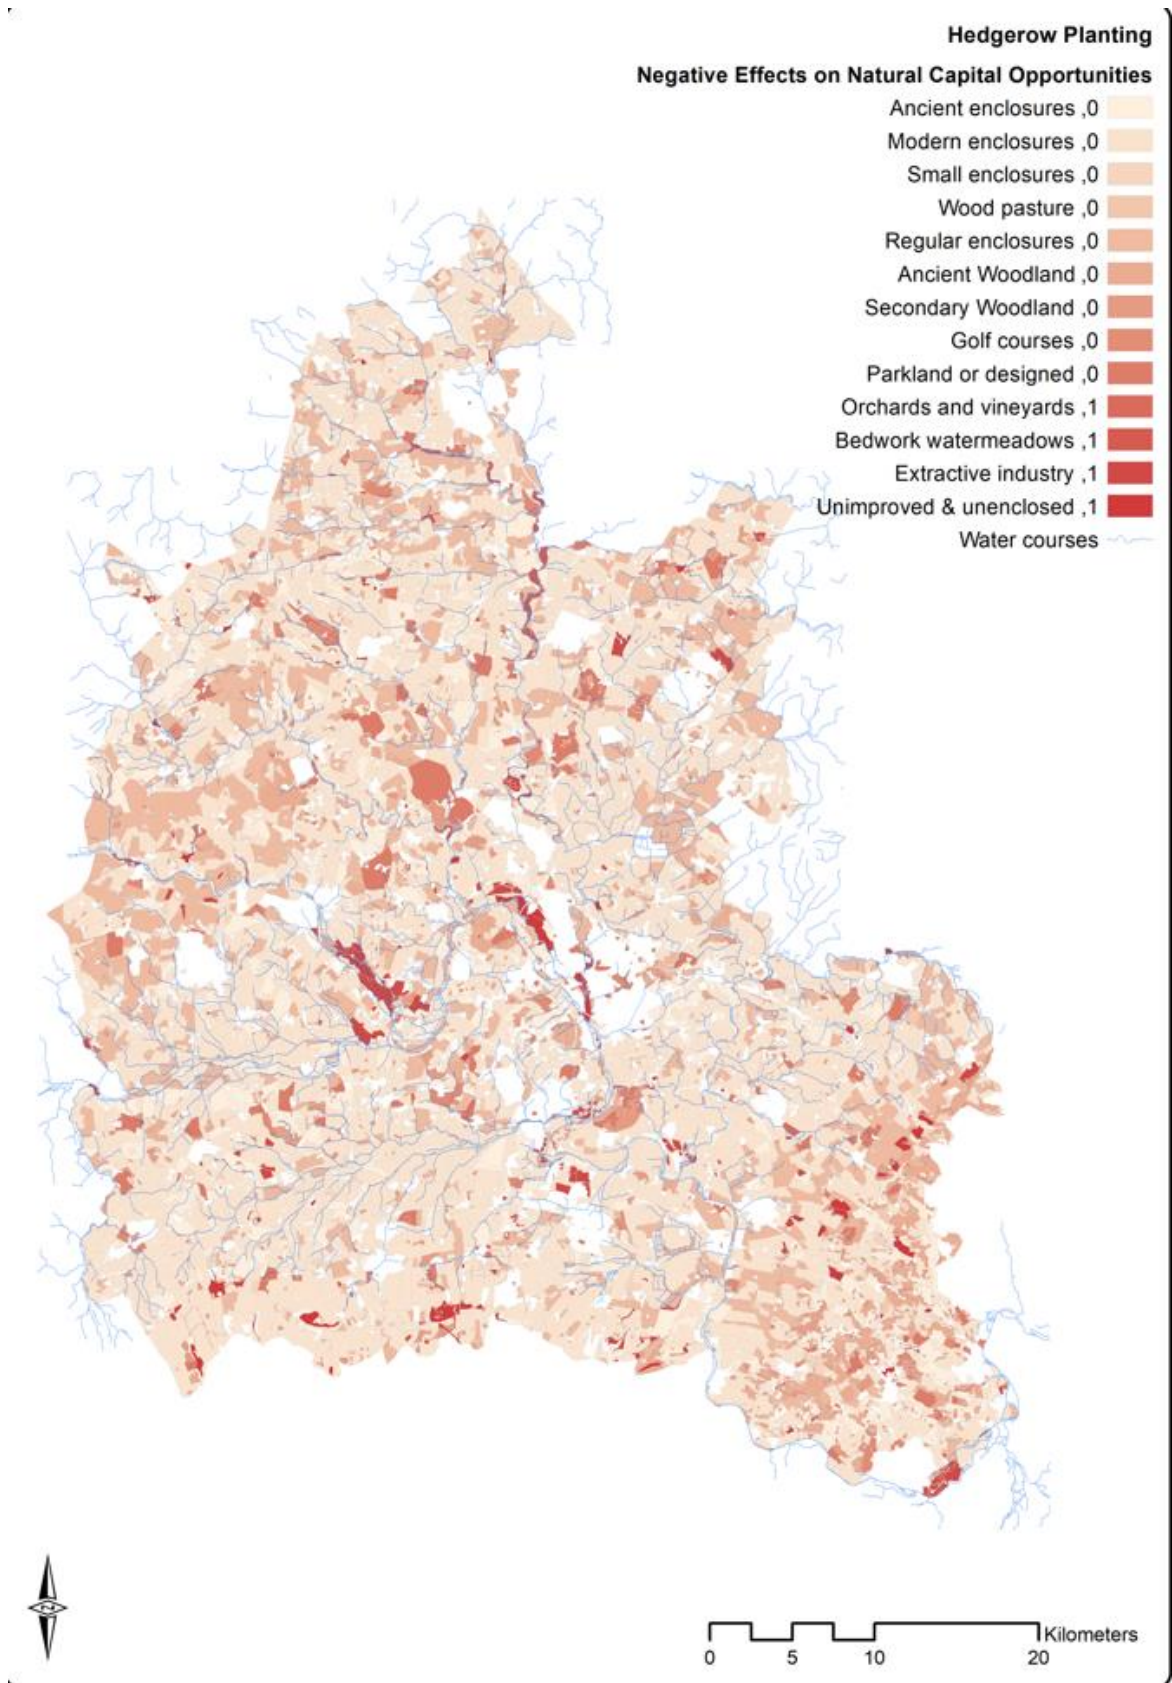 Hedgerow Planting
Negative Effects on Natural Capital Opportunities
Ancient enclosures ,0
Modern enclosures ,0
Small enclosures ,0
Wood pasture ,0
Regular enclosures ,0
Ancient Woodland ,0
Secondary Woodland ,0
Golf courses ,0
Parkland or designed ,0
Orchards and vineyards ,1
Bedwork watermeadows ,1
Extractive industry ,1
Unimproved & unenclosed ,1
Water courses
N
Kilometers
0 5 10 20